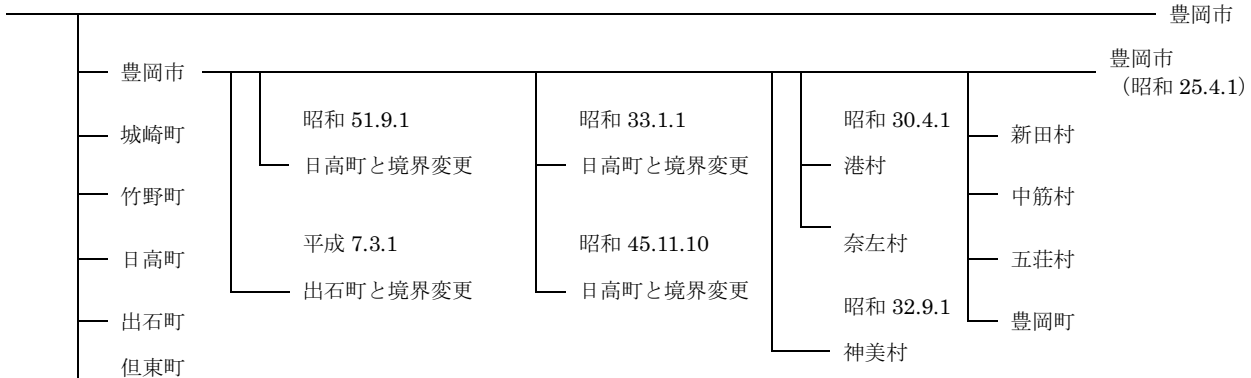 豊岡市
豊岡市
豊岡市
(昭和 25.4.1)
城崎町
竹野町
日高町
出石町
但東町
昭和 51.9.1
日高町と境界変更
平成 7.3.1
出石町と境界変更
昭和 33.1.1
日高町と境界変更
昭和 45.11.10
日高町と境界変更
昭和 30.4.1
港村
奈左村
昭和 32.9.1
神美村
新田村
中筋村
五荘村
豊岡町